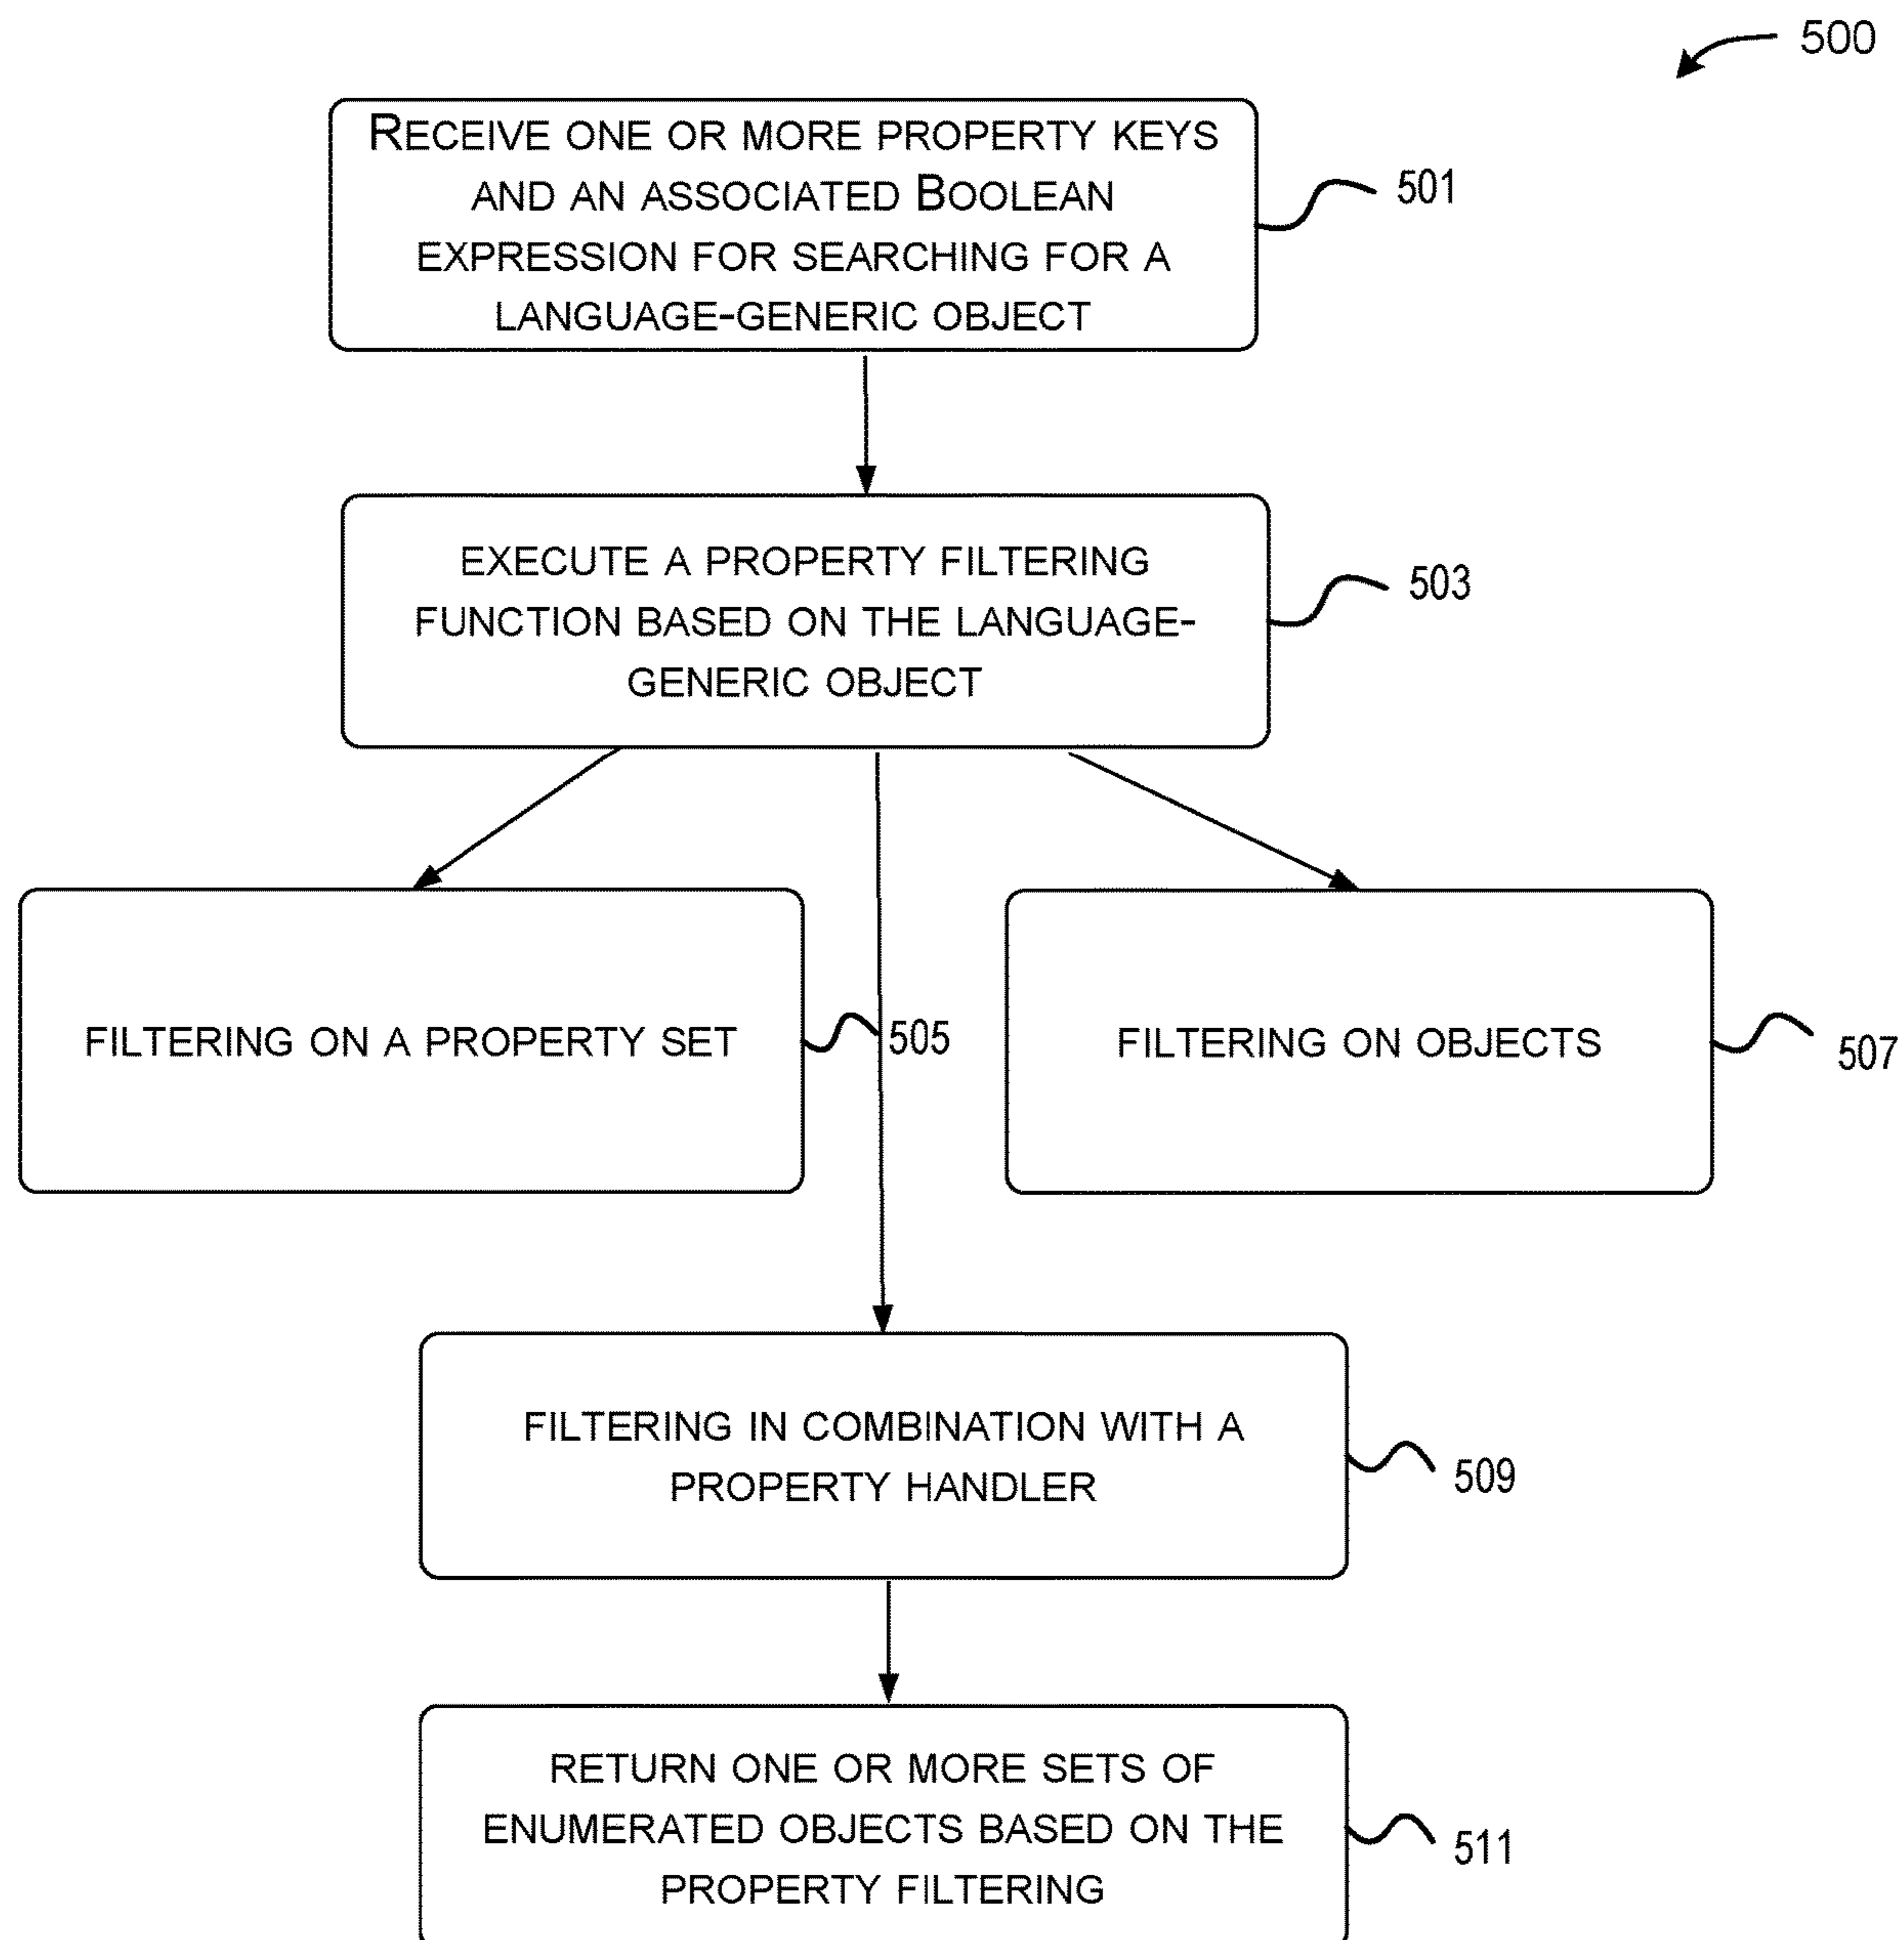 500
RECEIVE ONE OR MORE PROPERTY KEYS
AND AN ASSOCIATED BOOLEAN
EXPRESSION FOR SEARCHING FOR A
LANGUAGE-GENERIC OBJECT
501
EXECUTE A PROPERTY FILTERING
FUNCTION BASED ON THE LANGUAGE-
GENERIC OBJECT
503
FILTERING ON A PROPERTY SET
505
FILTERING ON OBJECTS
507
FILTERING IN COMBINATION WITH A
PROPERTY HANDLER
509
RETURN ONE OR MORE SETS OF
ENUMERATED OBJECTS BASED ON THE
PROPERTY FILTERING
511